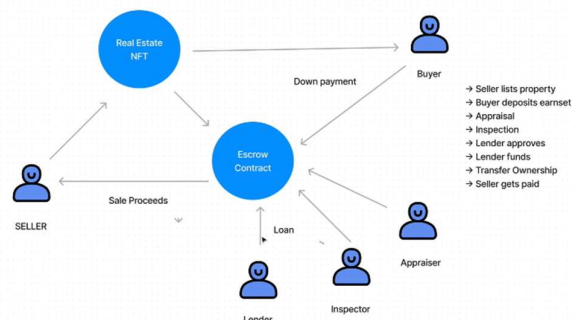 Real Estate
NFT
Buyer
Down payment
→ Seller lists property
→ Buyer deposits earnset
→ Appraisal
→ Inspection
→ Lender approves
→ Lender funds
→ Transfer Ownership
→ Seller gets paid
Escrow
Contract
Sale Proceeds
SELLER
Loan
Appraiser
Inspector
Lender